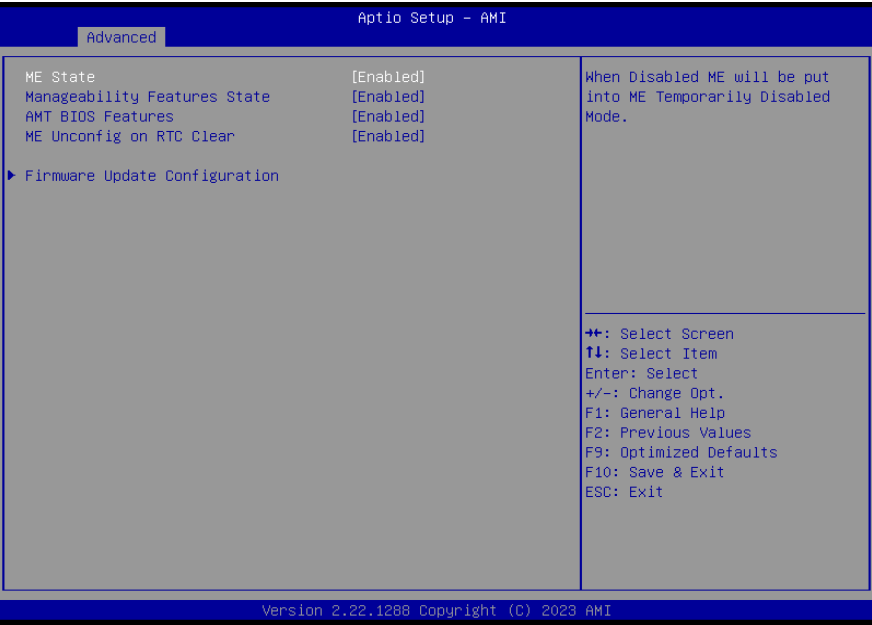 Aptio Setup – AMI
Advanced
ME State [Enabled]
Manageability Features State [Enabled]
AMT BIOS Features [Enabled]
ME Unconfig on RTC Clear [Enabled]
▶ Firmware Update Configuration
When Disabled ME will be put
into ME Temporarily Disabled
Mode.
→←: Select Screen
↑↓: Select Item
Enter: Select
+/-: Change Opt.
F1: General Help
F2: Previous Values
F9: Optimized Defaults
F10: Save & Exit
ESC: Exit
Version 2.22.1288 Copyright (C) 2023 AMI